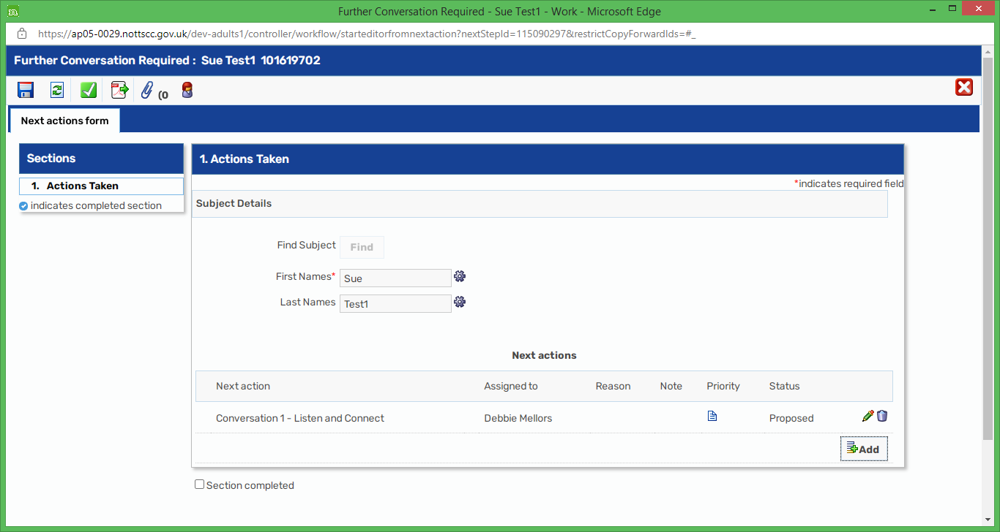 Further Conversation Required - Sue Test1 - Work - Microsoft Edge
https://ap05-0029.nottscc.gov.uk/dev-adults1/controller/workflow/starteditorfromnextaction?nextStepId=115090297&restrictCopyForwardIds=#_
Further Conversation Required : Sue Test1 101619702
(0
Next actions form
Sections
1. Actions Taken
indicates completed section
1. Actions Taken
*indicates required field
Subject Details
Find Subject Find
First Names* Sue
Last Names Test1
Next actions
Next action Assigned to Reason Note Priority Status
Conversation 1 - Listen and Connect Debbie Mellors Proposed
Add
Section completed